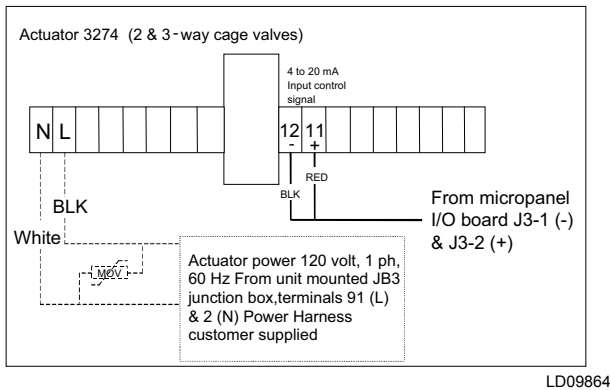 Actuator 3274 (2 & 3-way cage valves)
4 to 20 mA
Input control
signal
N L
12 11
- +
BLK
RED
BLK
White
MOV
From micropanel
I/O board J3-1 (-)
& J3-2 (+)
Actuator power 120 volt, 1 ph,
60 Hz From unit mounted JB3
junction box,terminals 91 (L)
& 2 (N) Power Harness
customer supplied
LD09864